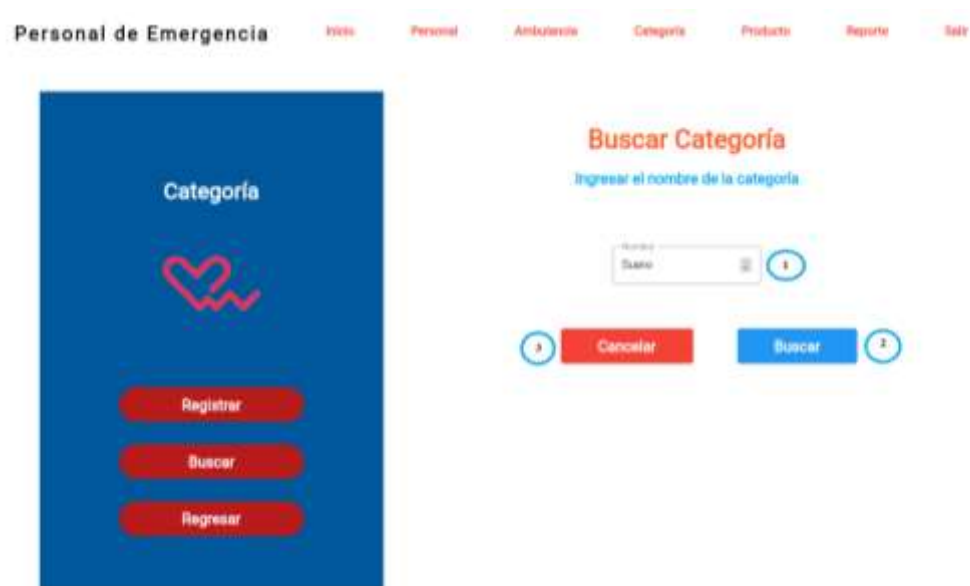 Personal de Emergencia Inicio Personal Ambulancia Categoría Producto Reporte Salir
Categoría
Registrar
Buscar
Regresar
Buscar Categoría
Ingresar el nombre de la categoría
Nombre
Suero
1
Cancelar
Buscar
2
3